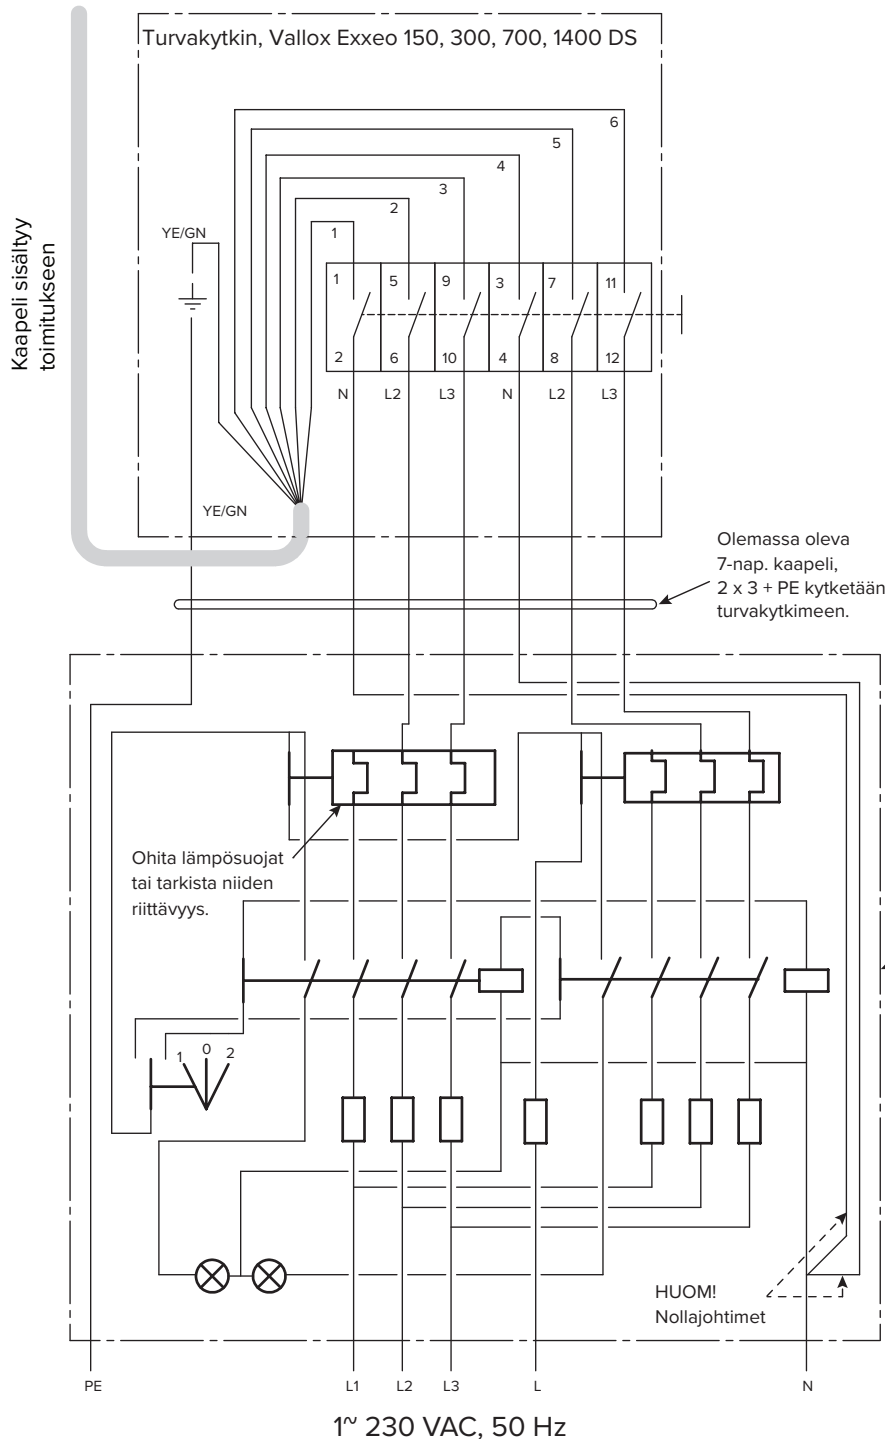 Turvakytkin, Vallox Exxeo 150, 300, 700, 1400 DS
Kaapeli sisältyy
toimitukseen
6
5
4
3
2
1
YE/GN
1 5 9 3 7 11
2 6 10 4 8 12
N L2 L3 N L2 L3
YE/GN
Olemassa oleva
7-nap. kaapeli,
2 x 3 + PE kytketään
turvakytkimeen.
Ohita lämpösuojat
tai tarkista niiden
riittävyys.
1 0 2
HUOM!
Nollajohtimet
PE L1 L2 L3 L N
1~ 230 VAC, 50 Hz